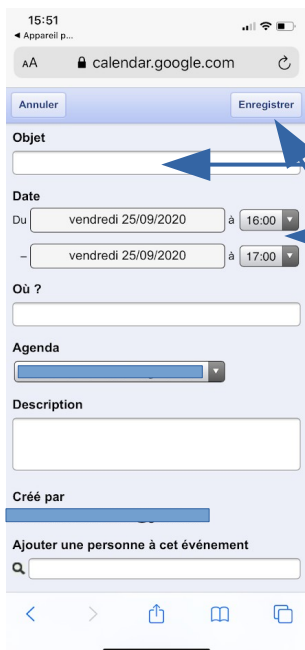 15:51
◀ Appareil p...
AA calendar.google.com
Annuler Enregistrer
Objet
Date
Du vendredi 25/09/2020 à 16:00
– vendredi 25/09/2020 à 17:00
Où ?
Agenda
Description
Créé par
Ajouter une personne à cet événement